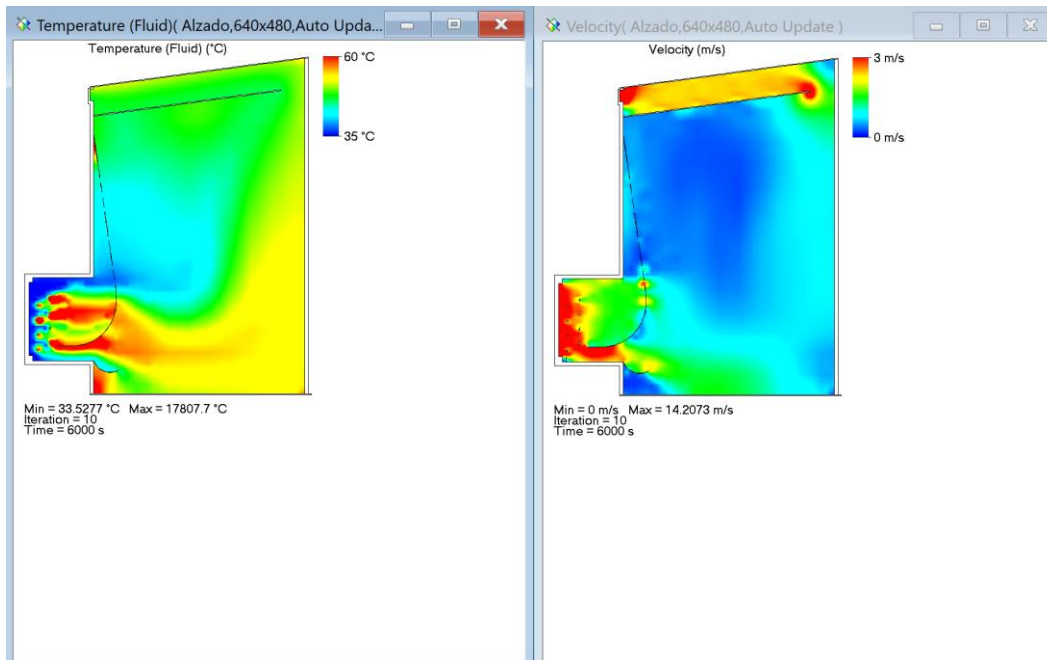 Temperature (Fluid)( Alzado,640x480,Auto Upda...
Temperature (Fluid) (°C)
60 °C
35 °C
Min = 33.5277 °C Max = 17807.7 °C
Iteration = 10
Time = 6000 s
Velocity( Alzado,640x480,Auto Update )
Velocity (m/s)
3 m/s
0 m/s
Min = 0 m/s Max = 14.2073 m/s
Iteration = 10
Time = 6000 s